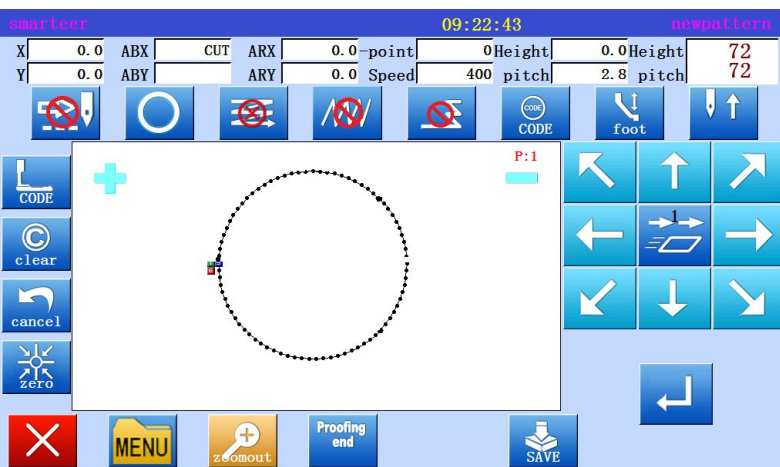 smarteer 09:22:43 newpattern
X 0.0 ABX CUT ARX 0.0 -point 0 Height 0.0 Height 72
Y 0.0 ABY ARY 0.0 Speed 400 pitch 2.8 pitch 72
CODE
CODE foot
P:1
CODE
1
clear
cancel
zero
MENU
zoomout
Proofing
end
SAVE